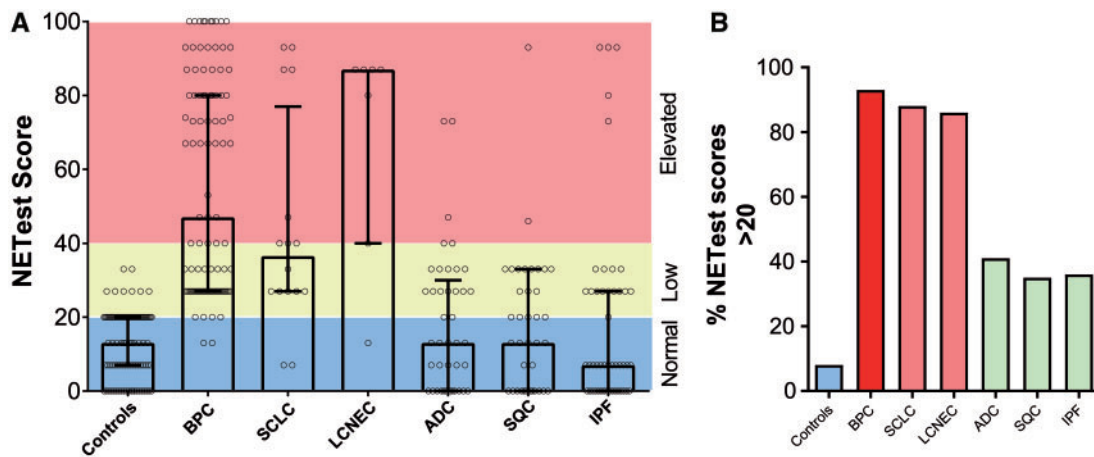 A
NETest Score
100
80
60
40
20
0
Elevated
Low
Normal
Controls
BPC
SCLC
LCNEC
ADC
SQC
IPF
B
% NETest scores
>20
100
80
60
40
20
0
Controls
BPC
SCLC
LCNEC
ADC
SQC
IPF